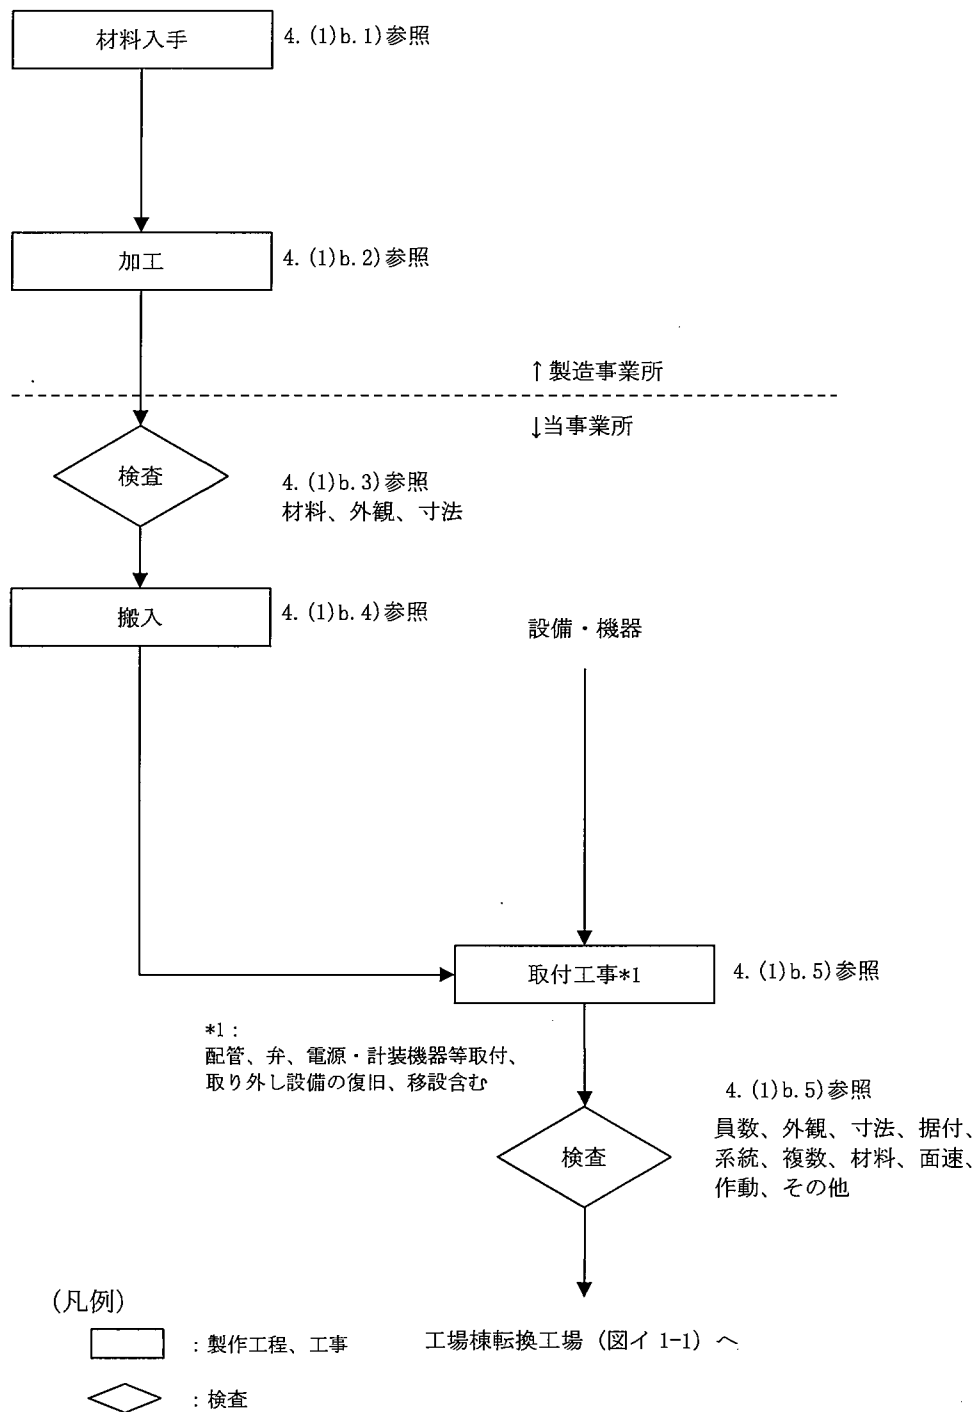 材料入手
4. (1)b. 1)参照
加工
4. (1)b. 2)参照
↑製造事業所
↓当事業所
検査
4. (1)b. 3)参照
材料、外観、寸法
搬入
4. (1)b. 4)参照
設備・機器
取付工事*1
4. (1)b. 5)参照
*1：
配管、弁、電源・計装機器等取付、
取り外し設備の復旧、移設含む
4. (1)b. 5)参照
検査
員数、外観、寸法、据付、
系統、複数、材料、面速、
作動、その他
(凡例)
：製作工程、工事
工場棟転換工場（図イ 1-1）へ
：検査